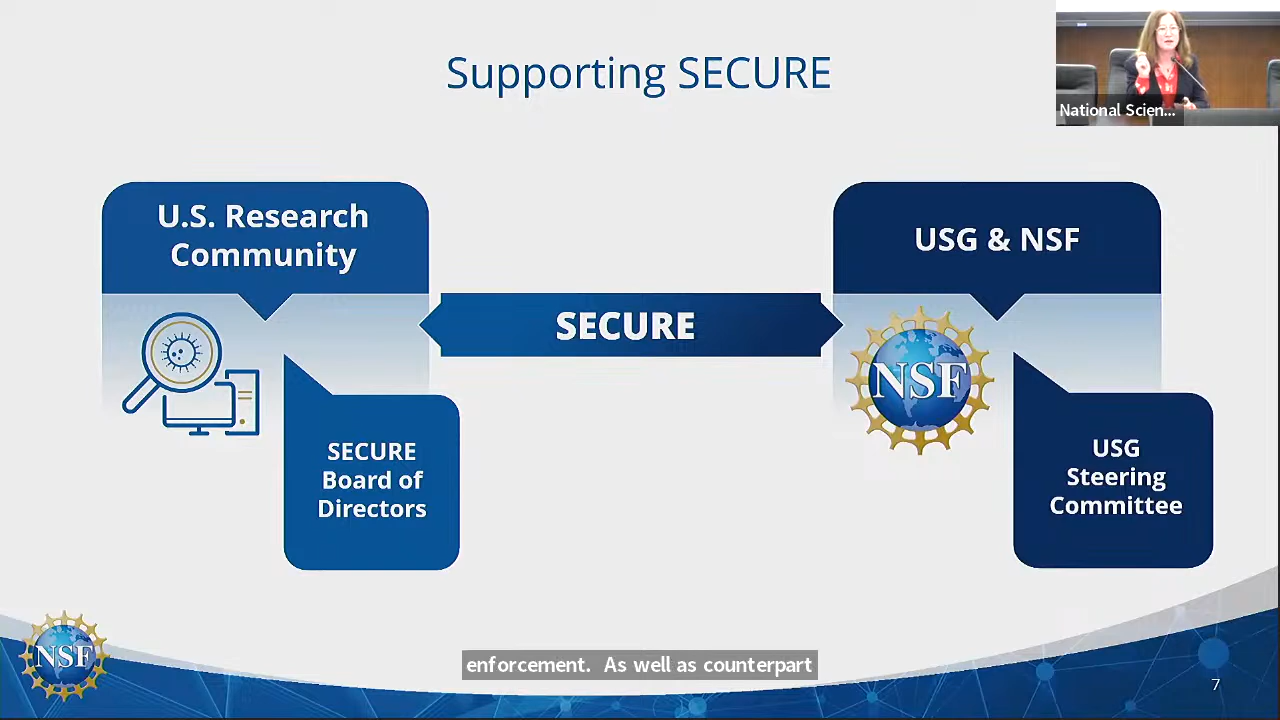 Supporting SECURE
National Scien...
U.S. Research
Community
USG & NSF
SECURE
NSF
SECURE
Board of
Directors
USG
Steering
Committee
NSF
enforcement. As well as counterpart
7